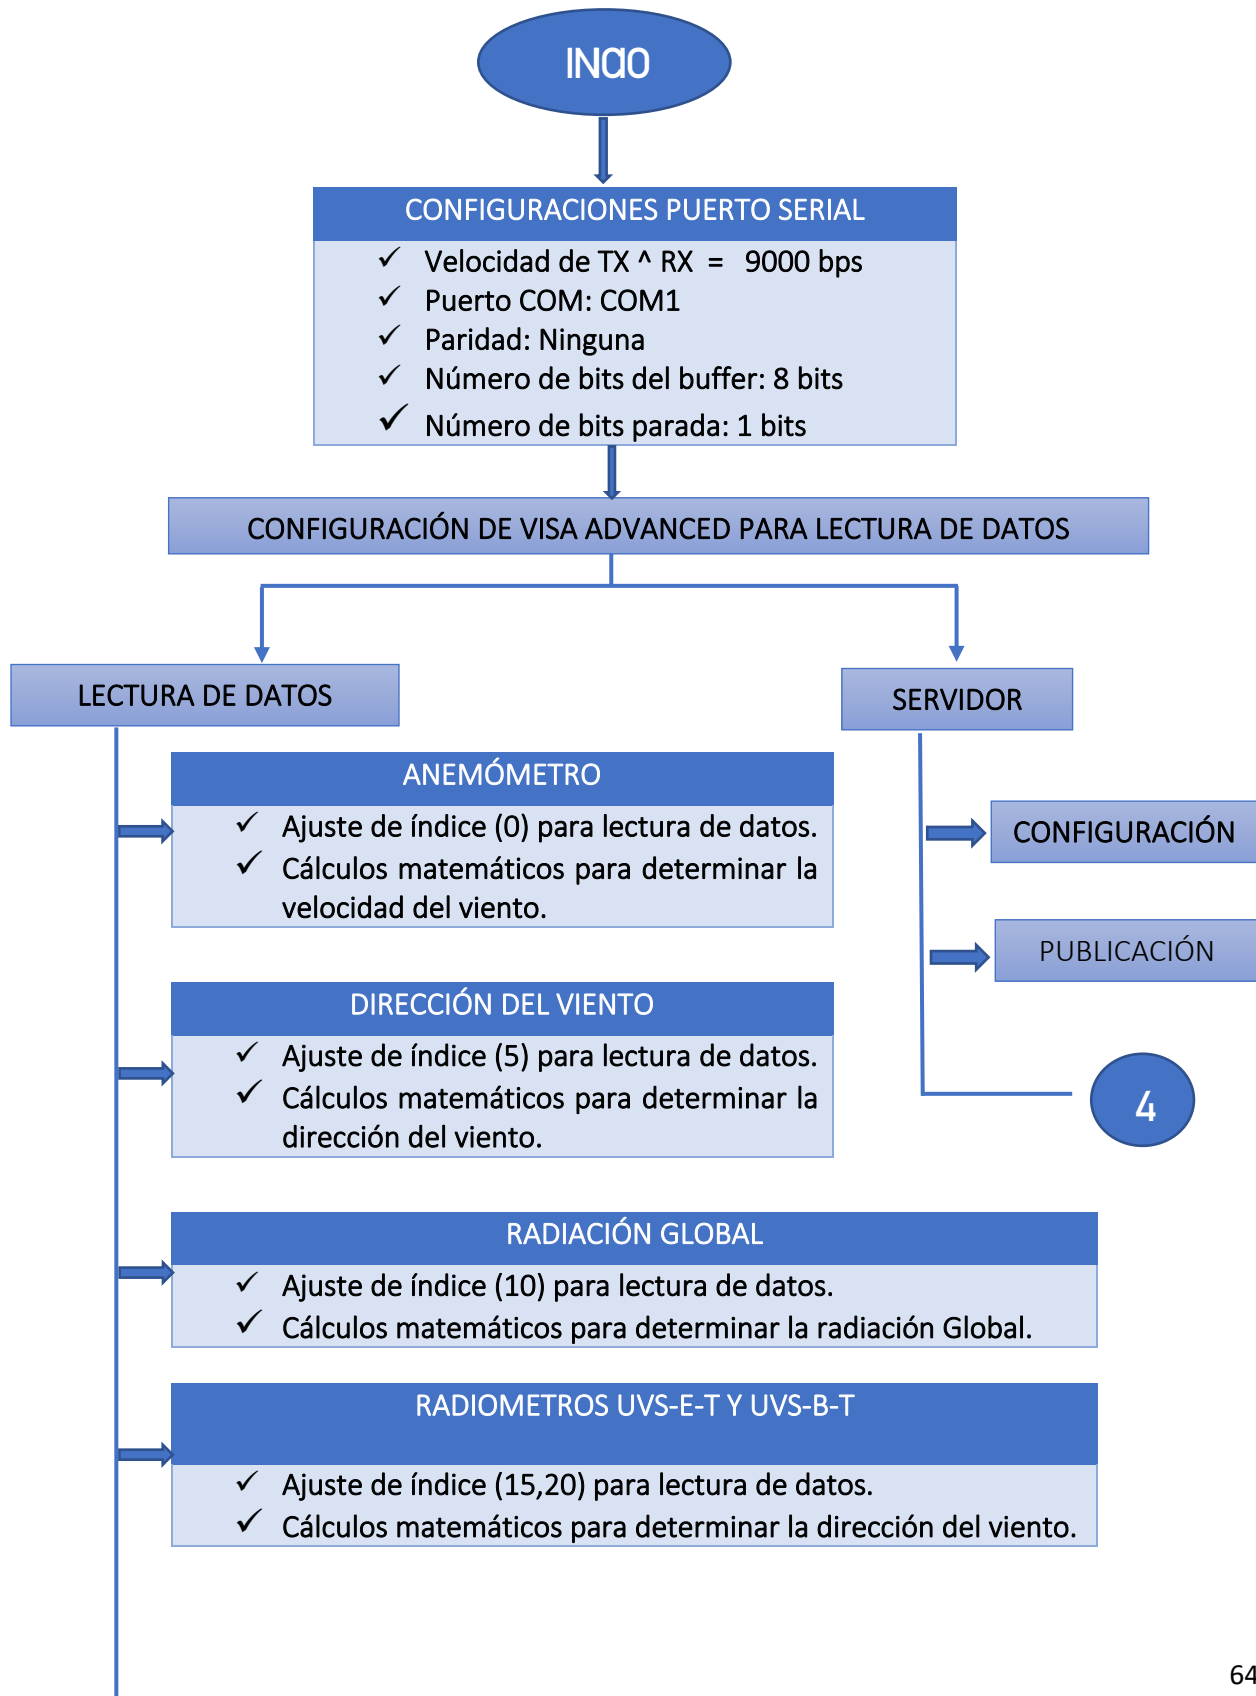 INICIO
CONFIGURACIONES PUERTO SERIAL
✓ Velocidad de TX ^ RX = 9000 bps
✓ Puerto COM: COM1
✓ Paridad: Ninguna
✓ Número de bits del buffer: 8 bits
✓ Número de bits parada: 1 bits
CONFIGURACIÓN DE VISA ADVANCED PARA LECTURA DE DATOS
LECTURA DE DATOS
SERVIDOR
ANEMÓMETRO
✓ Ajuste de índice (0) para lectura de datos.
✓ Cálculos matemáticos para determinar la
velocidad del viento.
CONFIGURACIÓN
PUBLICACIÓN
DIRECCIÓN DEL VIENTO
✓ Ajuste de índice (5) para lectura de datos.
✓ Cálculos matemáticos para determinar la
dirección del viento.
4
RADIACIÓN GLOBAL
✓ Ajuste de índice (10) para lectura de datos.
✓ Cálculos matemáticos para determinar la radiación Global.
RADIOMETROS UVS-E-T Y UVS-B-T
✓ Ajuste de índice (15,20) para lectura de datos.
✓ Cálculos matemáticos para determinar la dirección del viento.
64